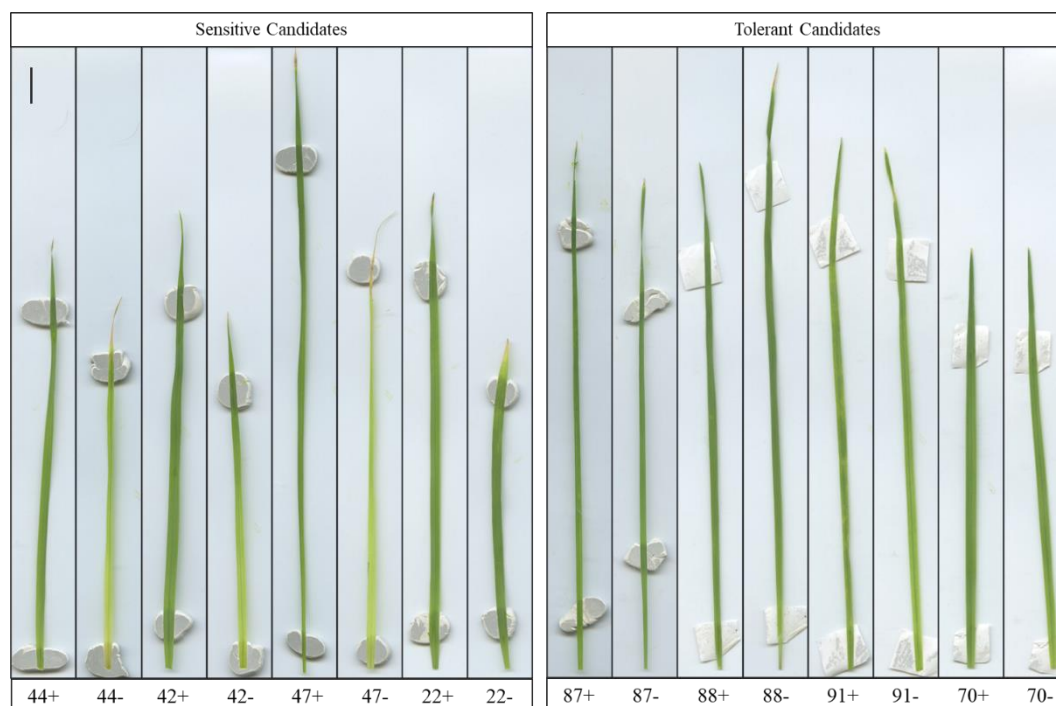 Sensitive Candidates
Tolerant Candidates
44+ 44- 42+ 42- 47+ 47- 22+ 22- 87+ 87- 88+ 88- 91+ 91- 70+ 70-